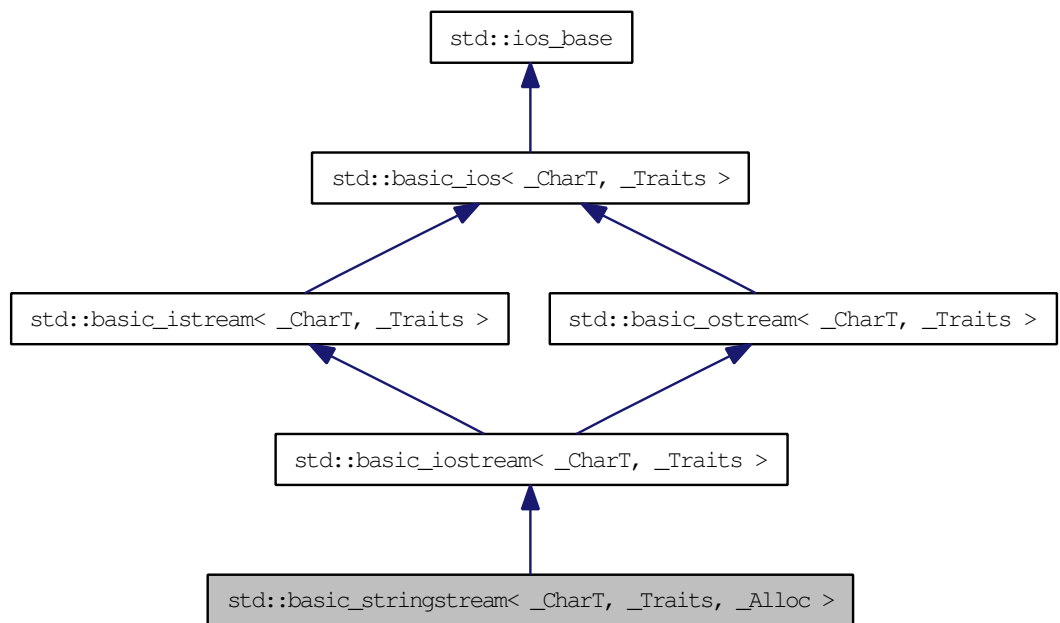 std::ios_base
std::basic_ios< _CharT, _Traits >
std::basic_istream< _CharT, _Traits >
std::basic_ostream< _CharT, _Traits >
std::basic_iostream< _CharT, _Traits >
std::basic_stringstream< _CharT, _Traits, _Alloc >